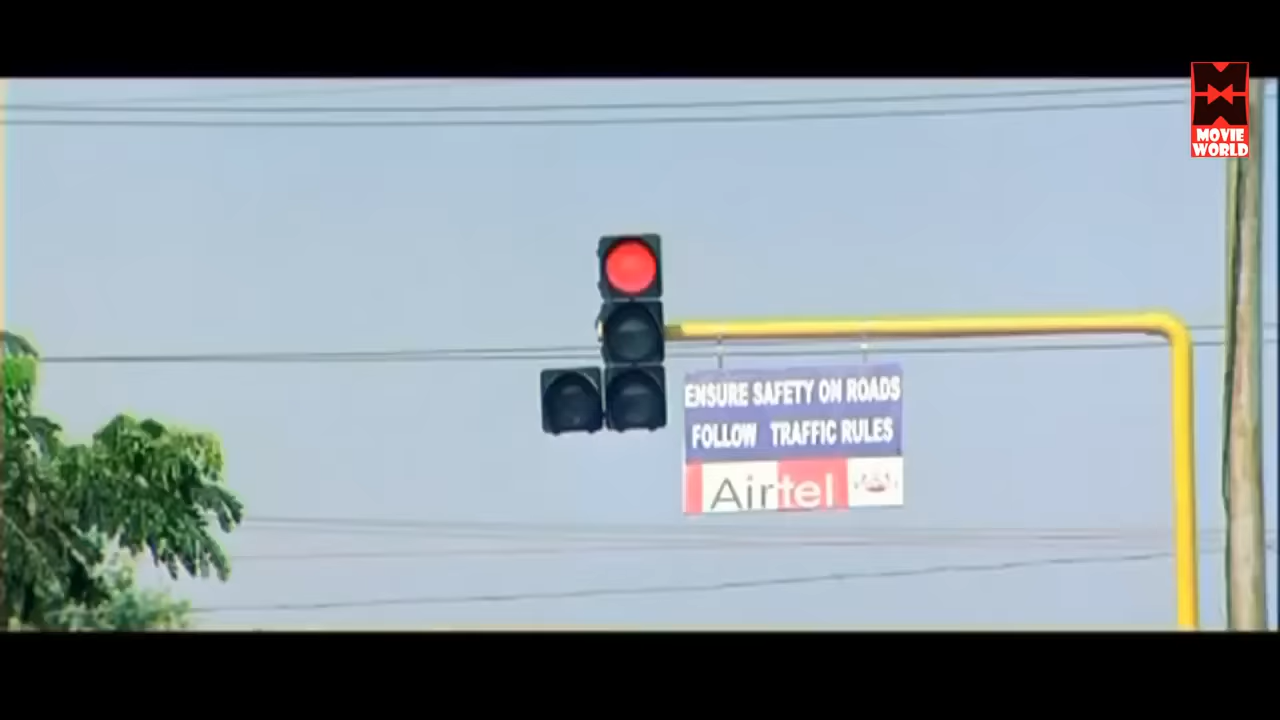 MOVIE
WORLD
ENSURE SAFETY ON ROADS
FOLLOW TRAFFIC RULES
Airtel